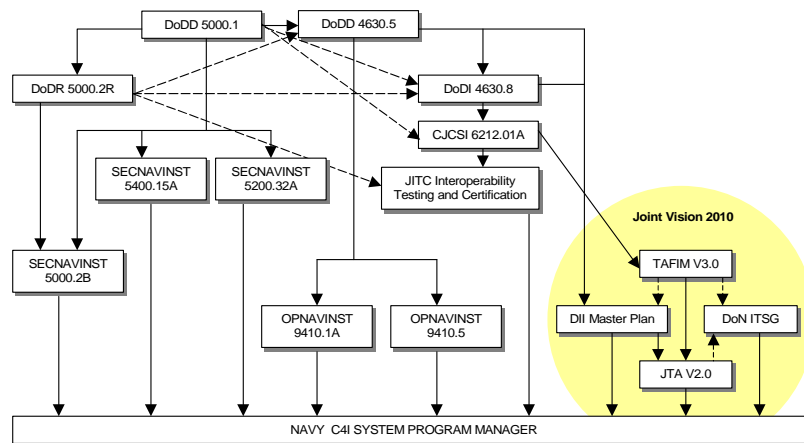 DoDD 5000.1
DoDD 4630.5
DoDR 5000.2R
DoDI 4630.8
CJCSI 6212.01A
SECNAVINST
5400.15A
SECNAVINST
5200.32A
JITC Interoperability
Testing and Certification
Joint Vision 2010
SECNAVINST
5000.2B
TAFIM V3.0
OPNAVINST
9410.1A
OPNAVINST
9410.5
DII Master Plan
DoN ITSG
JTA V2.0
NAVY C4I SYSTEM PROGRAM MANAGER